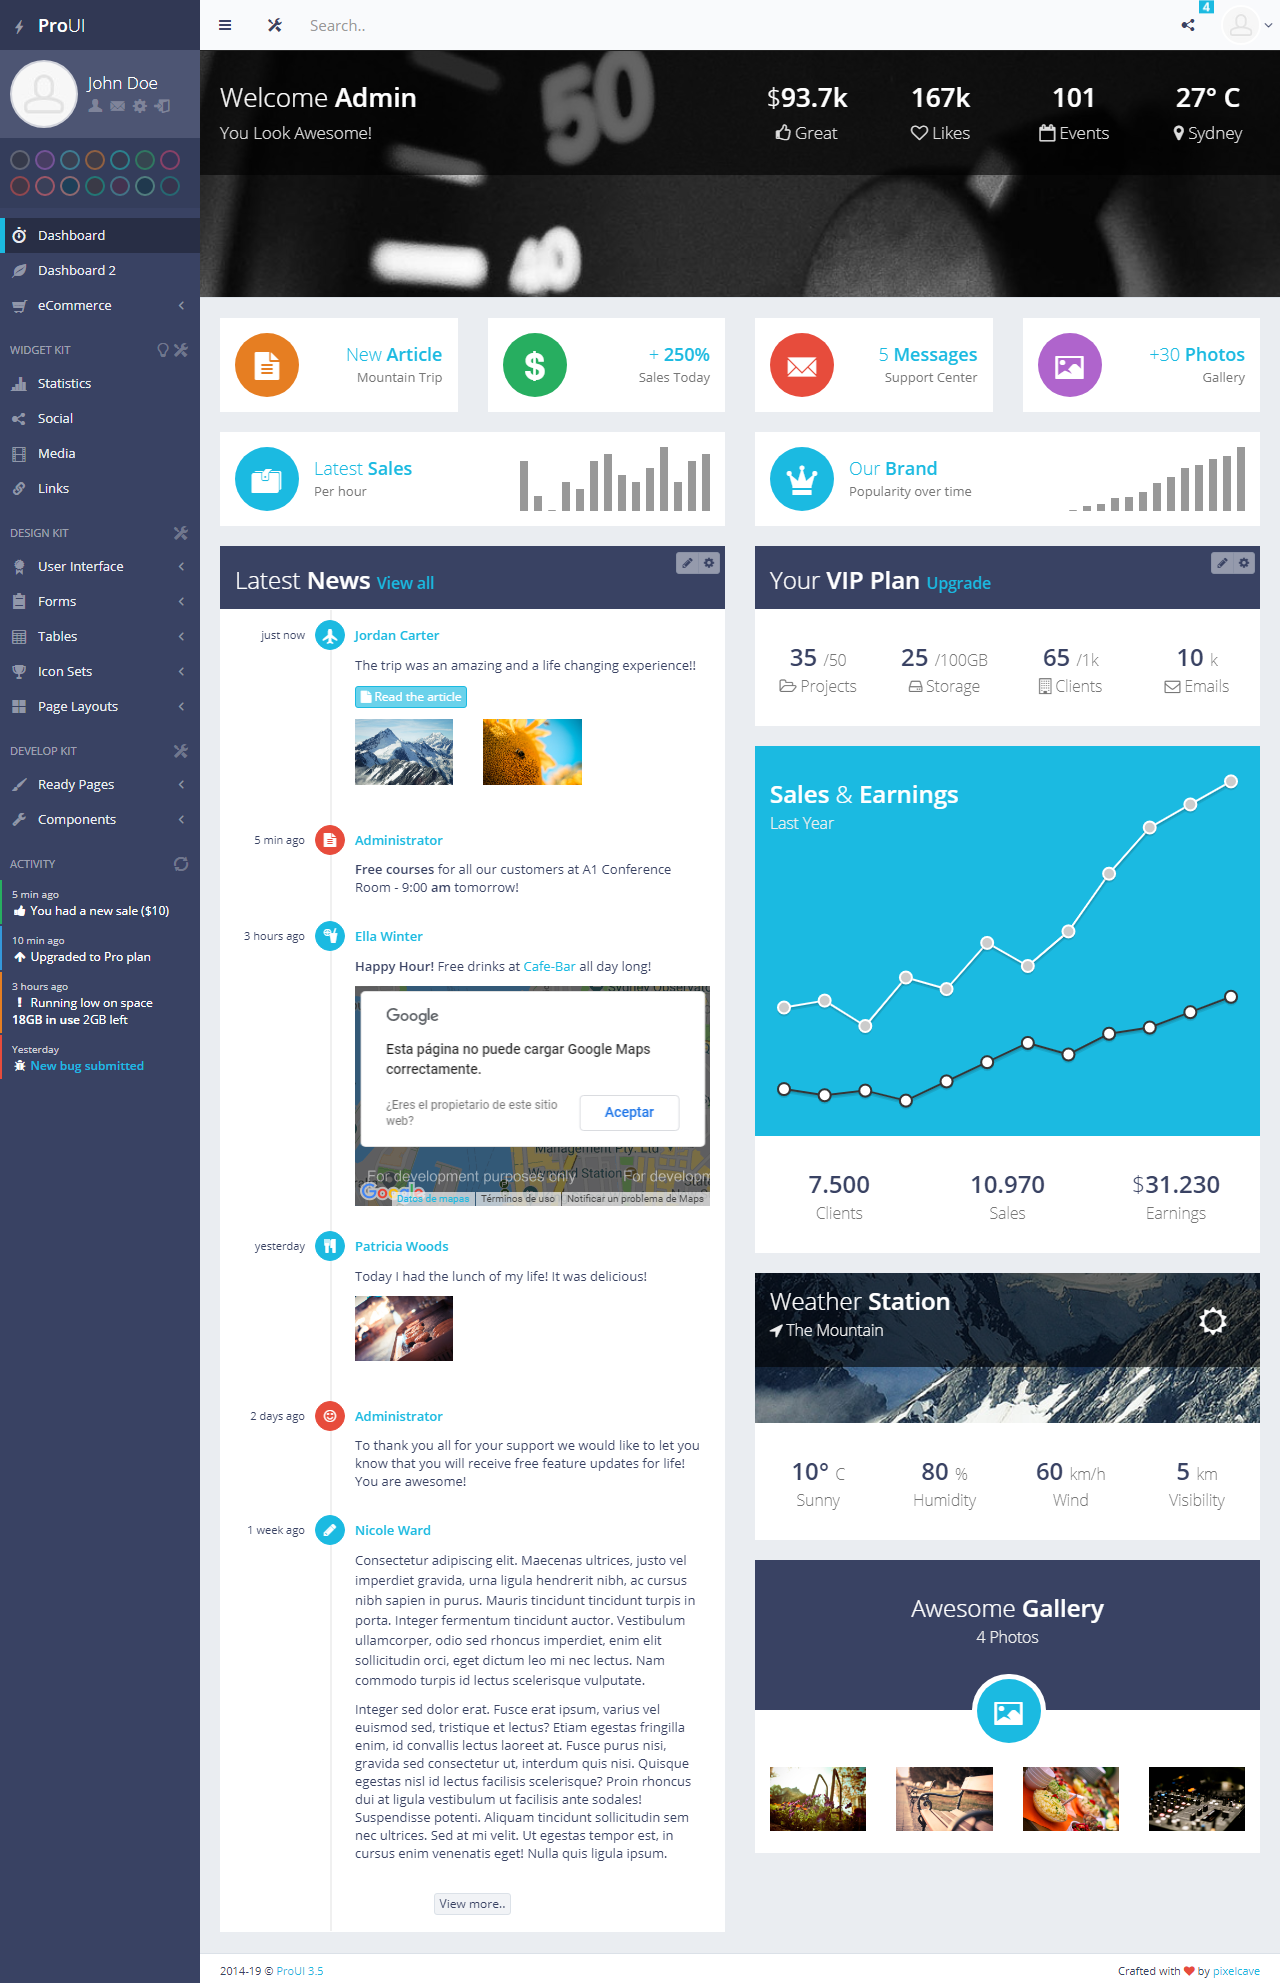 ProUI
Search..
4
John Doe
Dashboard
Dashboard 2
eCommerce
WIDGET KIT
Statistics
Social
Media
Links
DESIGN KIT
User Interface
Forms
Tables
Icon Sets
Page Layouts
DEVELOP KIT
Ready Pages
Components
ACTIVITY
5 min ago
You had a new sale ($10)
10 min ago
Upgraded to Pro plan
3 hours ago
Running low on space
18GB in use 2GB left
Yesterday
New bug submitted
Welcome Admin
You Look Awesome!
$93.7k
Great
167k
Likes
101
Events
27° C
Sydney
50
40
New Article
Mountain Trip
+ 250%
Sales Today
5 Messages
Support Center
+30 Photos
Gallery
Latest Sales
Per hour
Our Brand
Popularity over time
Latest News View all
just now
Jordan Carter
The trip was an amazing and a life changing experience!!
Read the article
5 min ago
Administrator
Free courses for all our customers at A1 Conference
Room - 9:00 am tomorrow!
3 hours ago
Ella Winter
Happy Hour! Free drinks at Cafe-Bar all day long!
Google
Esta página no puede cargar Google Maps
correctamente.
¿Eres el propietario de este sitio
web?
Aceptar
Management Pty. Ltd
Wynyard Station
For development purposes only
For developm
Google
Datos de mapas
Términos de uso
Notificar un problema de Maps
yesterday
Patricia Woods
Today I had the lunch of my life! It was delicious!
2 days ago
Administrator
To thank you all for your support we would like to let you
know that you will receive free feature updates for life!
You are awesome!
1 week ago
Nicole Ward
Consectetur adipiscing elit. Maecenas ultrices, justo vel
imperdiet gravida, urna ligula hendrerit nibh, ac cursus
nibh sapien in purus. Mauris tincidunt tincidunt turpis in
porta. Integer fermentum tincidunt auctor. Vestibulum
ullamcorper, odio sed rhoncus imperdiet, enim elit
sollicitudin orci, eget dictum leo mi nec lectus. Nam
commodo turpis id lectus scelerisque vulputate.
Integer sed dolor erat. Fusce erat ipsum, varius vel
euismod sed, tristique et lectus? Etiam egestas fringilla
enim, id convallis lectus laoreet at. Fusce purus nisi,
gravida sed consectetur ut, interdum quis nisi. Quisque
egestas nisl id lectus facilisis scelerisque? Proin rhoncus
dui at ligula vestibulum ut facilisis ante sodales!
Suspendisse potenti. Aliquam tincidunt sollicitudin sem
nec ultrices. Sed at mi velit. Ut egestas tempor est, in
cursus enim venenatis eget! Nulla quis ligula ipsum.
View more..
Your VIP Plan Upgrade
35 /50
Projects
25 /100GB
Storage
65 /1k
Clients
10 k
Emails
Sales & Earnings
Last Year
7.500
Clients
10.970
Sales
$31.230
Earnings
Weather Station
The Mountain
10° C
Sunny
80 %
Humidity
60 km/h
Wind
5 km
Visibility
Awesome Gallery
4 Photos
2014-19 © ProUI 3.5
Crafted with ❤ by pixelcave